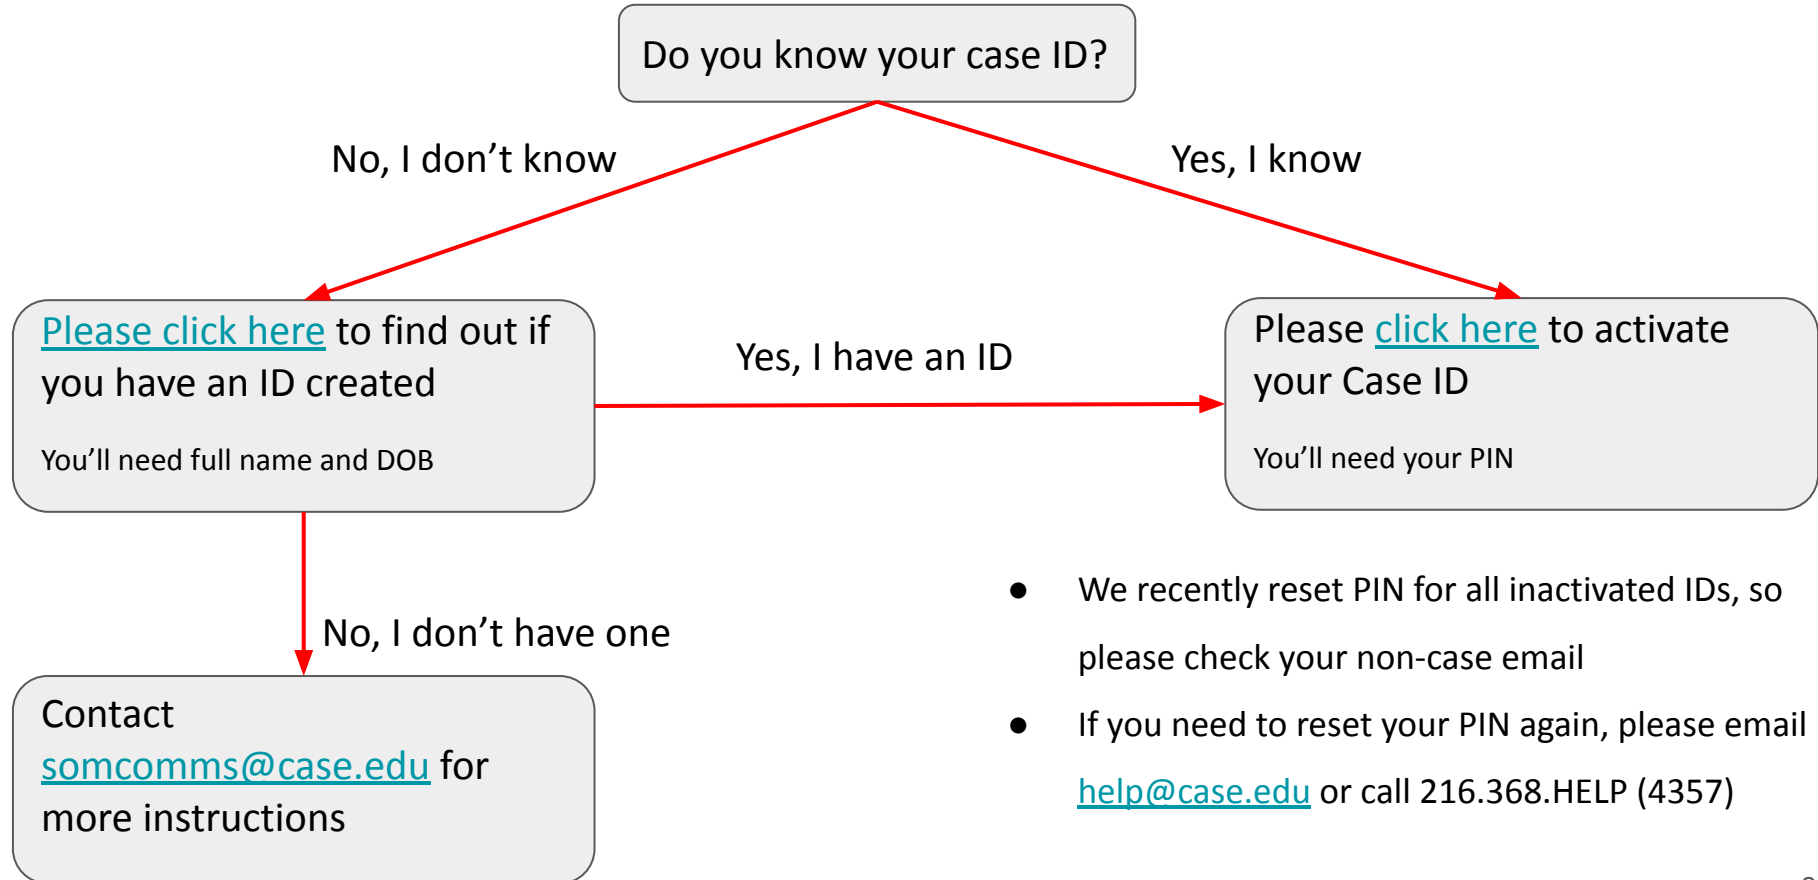 Do you know your case ID?
No, I don’t know
Yes, I know
Please click here to find out if
you have an ID created
You’ll need full name and DOB
Yes, I have an ID
Please click here to activate
your Case ID
You’ll need your PIN
No, I don’t have one
Contact
somcomms@case.edu for
more instructions
● We recently reset PIN for all inactivated IDs, so
please check your non-case email
● If you need to reset your PIN again, please email
help@case.edu or call 216.368.HELP (4357)